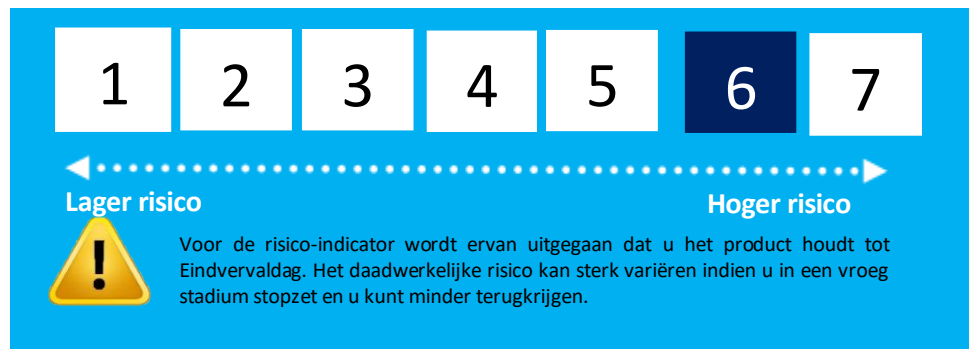 1 2 3 4 5 6 7
Lager risico Hoger risico
Voor de risico-indicator wordt ervan uitgegaan dat u het product houdt tot
Eindvervaldag. Het daadwerkelijke risico kan sterk variëren indien u in een vroeg
stadium stopzet en u kunt minder terugkrijgen.